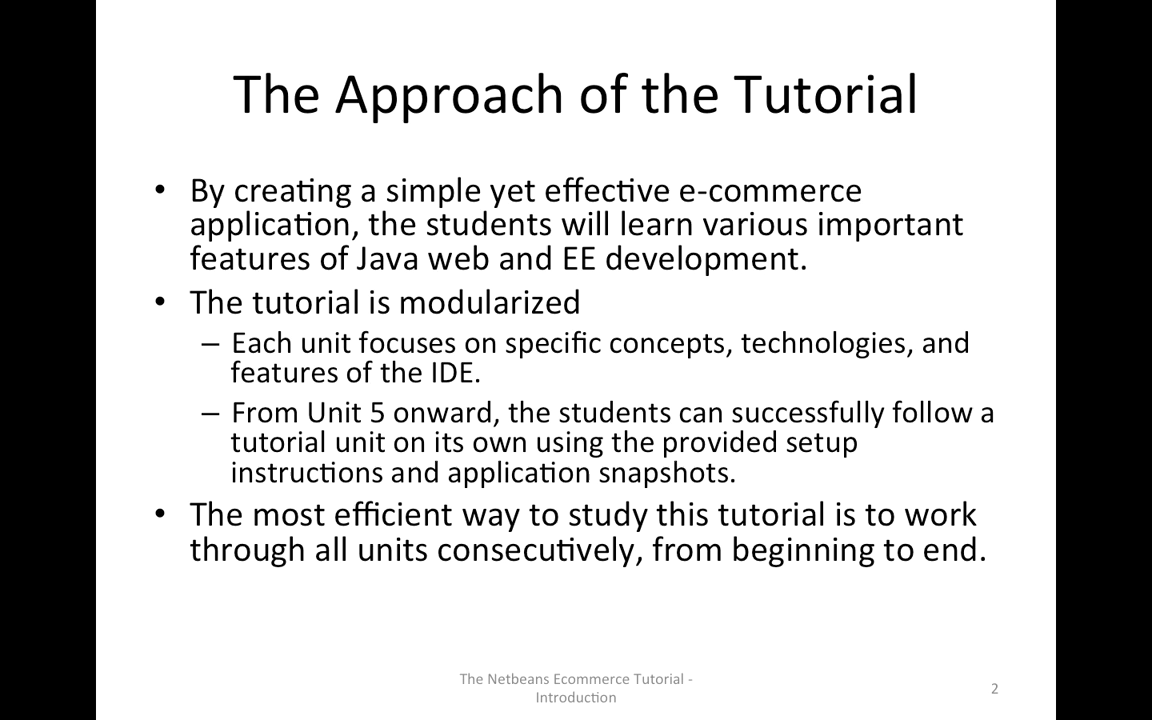 The Approach of the Tutorial
• By creating a simple yet effective e-commerce
application, the students will learn various important
features of Java web and EE development.
• The tutorial is modularized
– Each unit focuses on specific concepts, technologies, and
features of the IDE.
– From Unit 5 onward, the students can successfully follow a
tutorial unit on its own using the provided setup
instructions and application snapshots.
• The most efficient way to study this tutorial is to work
through all units consecutively, from beginning to end.
The Netbeans Ecommerce Tutorial -
Introduction
2